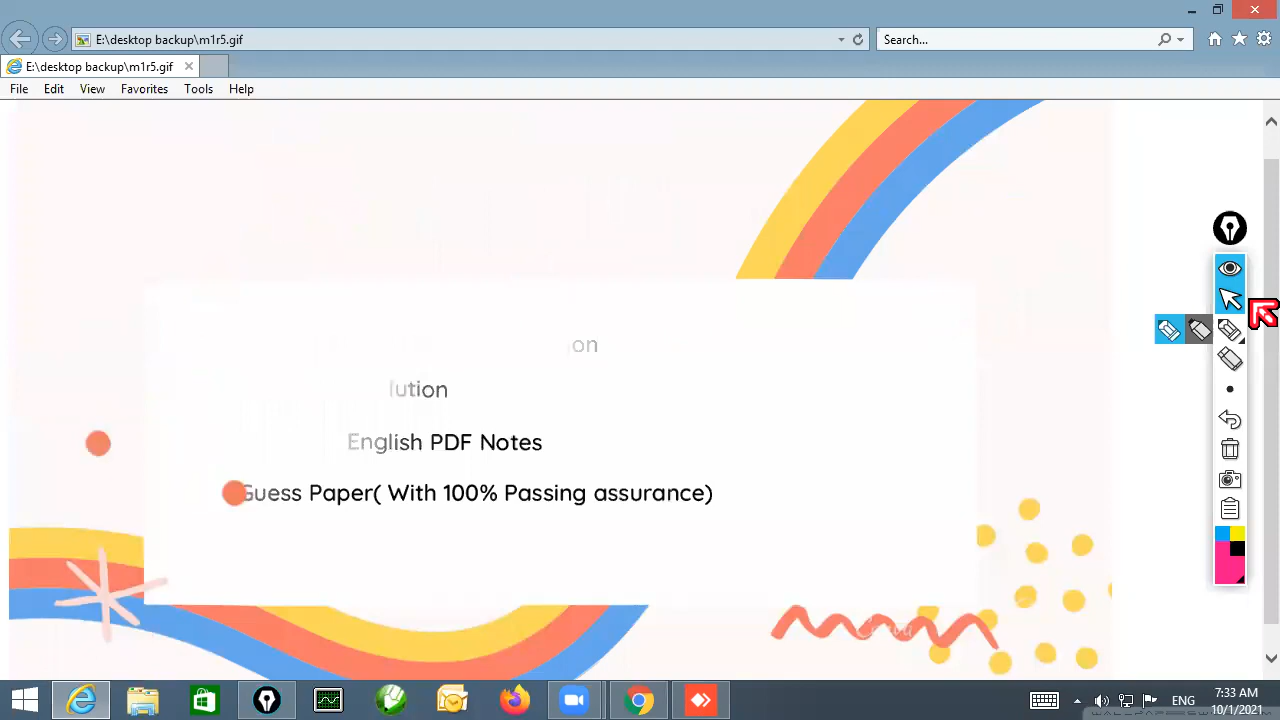 E:\desktop backup\m1r5.gif
Search...
E:\desktop backup\m1r5.gif
File Edit View Favorites Tools Help
on
lution
English PDF Notes
Guess Paper( With 100% Passing assurance)
Canva
ENG
7:33 AM
10/1/2021